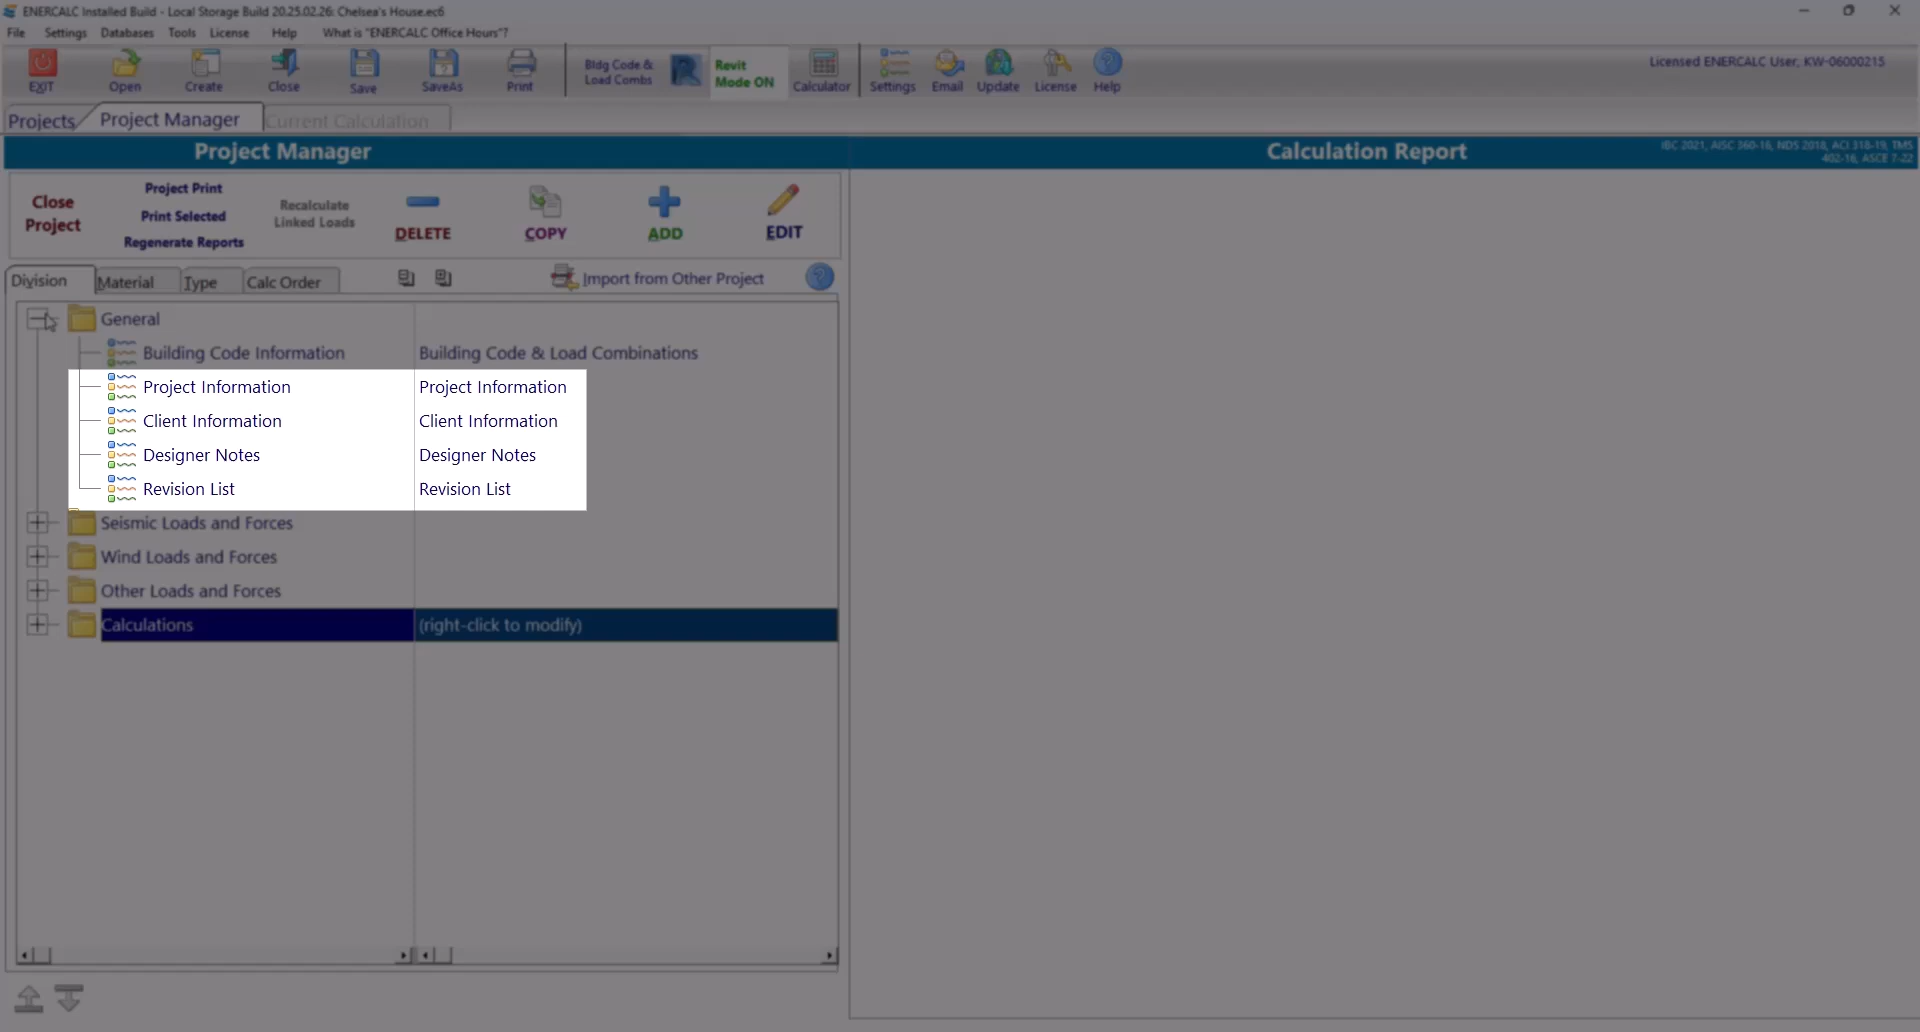 ENERCALC Installed Build - Local Storage Build 20.25.02.26: Chelsea's House.ec6
File Settings Databases Tools License Help What is "ENERCALC Office Hours"?
EXIT Open Create Close Save SaveAs Print Bldg Code & Load Combs Revit Mode ON Calculator Settings Email Update License Help Licensed ENERCALC User, KW-06000215
Projects Project Manager Current Calculation
Project Manager
Calculation Report
IBC 2021, AISC 360-16, NDS 2018, ACI 318-19, TMS
402-16, ASCE 7-22
Close Project
Project Print
Print Selected
Regenerate Reports
Recalculate Linked Loads
DELETE COPY ADD EDIT
Division Material Type Calc Order Import from Other Project
General
Building Code Information Building Code & Load Combinations
Project Information Project Information
Client Information Client Information
Designer Notes Designer Notes
Revision List Revision List
Seismic Loads and Forces
Wind Loads and Forces
Other Loads and Forces
Calculations (right-click to modify)